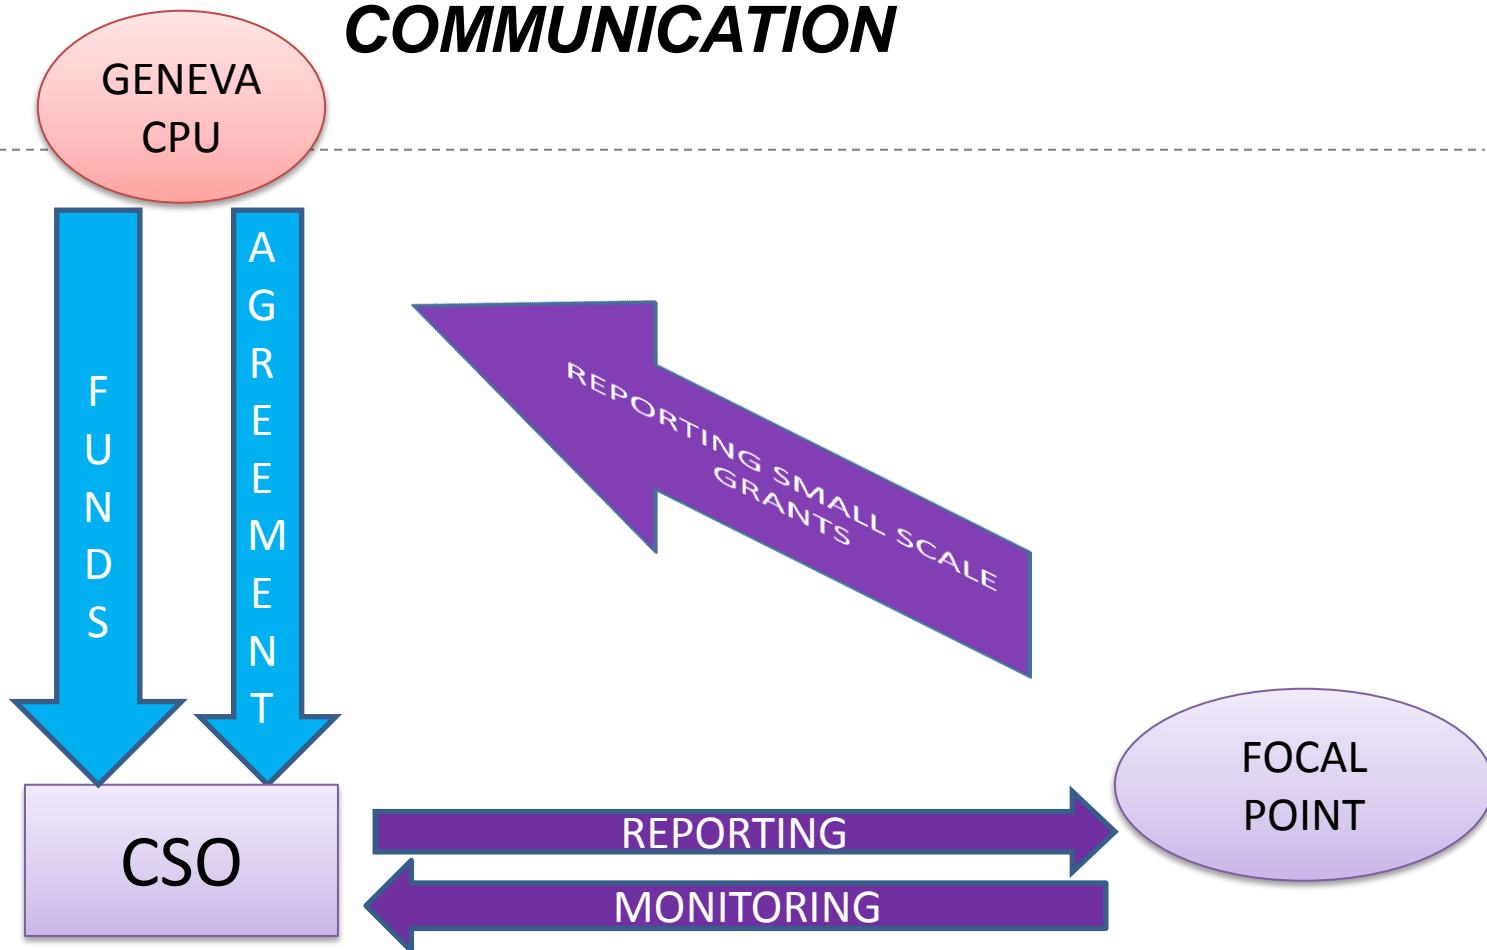 COMMUNICATION
GENEVA
CPU
FUNDS
AGREEMENT
REPORTING SMALL SCALE
GRANTS
FOCAL
POINT
CSO
REPORTING
MONITORING